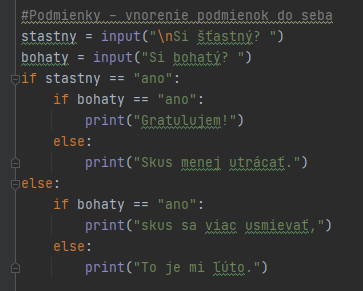 #Podmienky - vnorenie podmienok do seba
stastny = input("\nSi šťastný? ")
bohaty = input("Si bohatý? ")
if stastny == "ano":
    if bohaty == "ano":
        print("Gratulujem!")
    else:
        print("Skus menej utrácať.")
else:
    if bohaty == "ano":
        print("skus sa viac usmievať,")
    else:
        print("To je mi ľúto.")